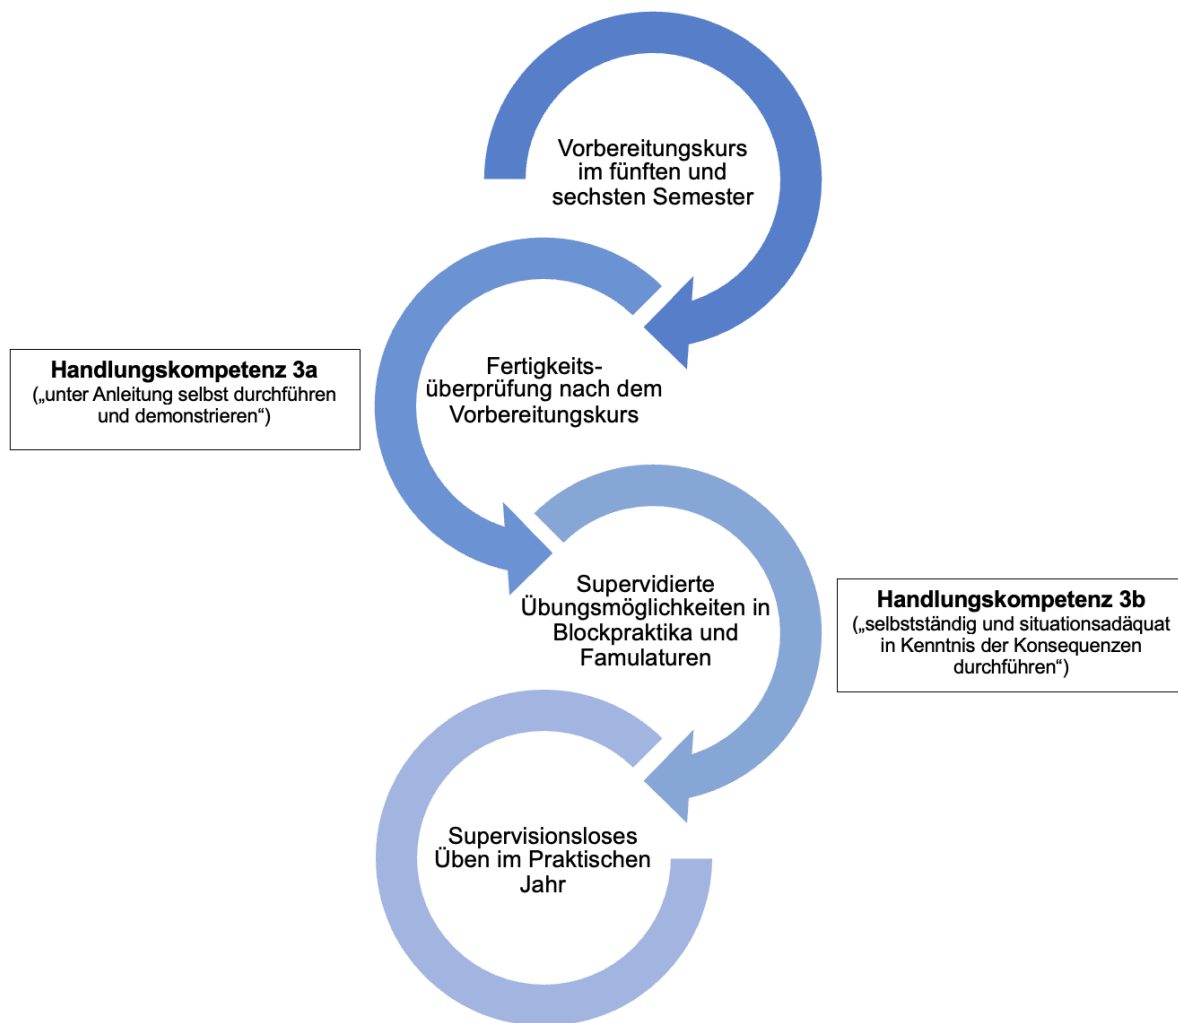 Vorbereitungskurs
im fünften und
sechsten Semester
Fertigkeits-
überprüfung nach dem
Vorbereitungskurs
Handlungskompetenz 3a
(„unter Anleitung selbst durchführen
und demonstrieren“)
Supervidierte
Übungsmöglichkeiten in
Blockpraktika und
Famulaturen
Handlungskompetenz 3b
(„selbstständig und situationsadäquat
in Kenntnis der Konsequenzen
durchführen“)
Supervisionsloses
Üben im Praktischen
Jahr